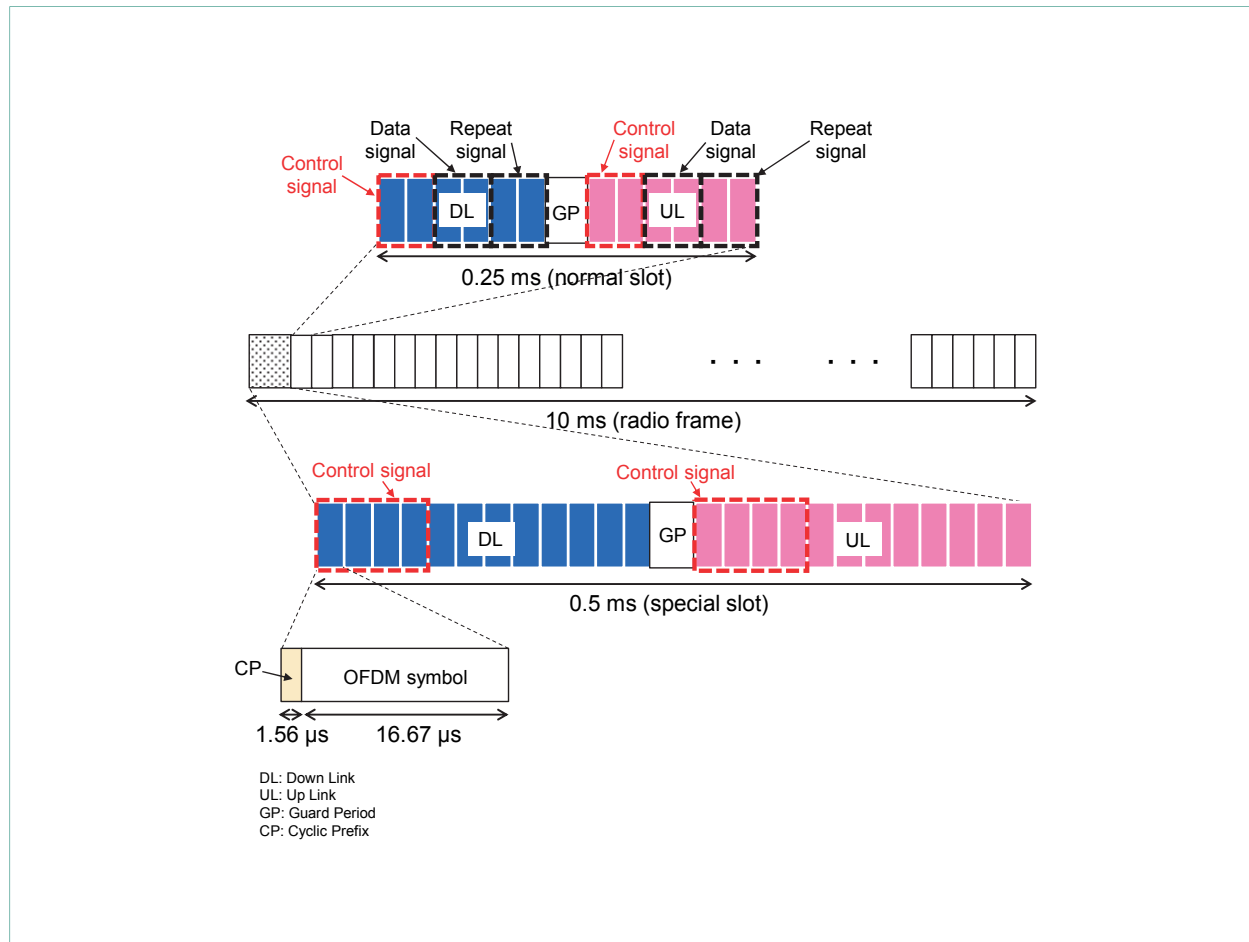 Data
signal
Repeat
signal
Control
signal
Data
signal
Repeat
signal
Control
signal
DL
GP
UL
0.25 ms (normal slot)
. . .
. . .
10 ms (radio frame)
Control signal
Control signal
DL
GP
UL
0.5 ms (special slot)
CP
OFDM symbol
1.56 µs
16.67 µs
DL: Down Link
UL: Up Link
GP: Guard Period
CP: Cyclic Prefix